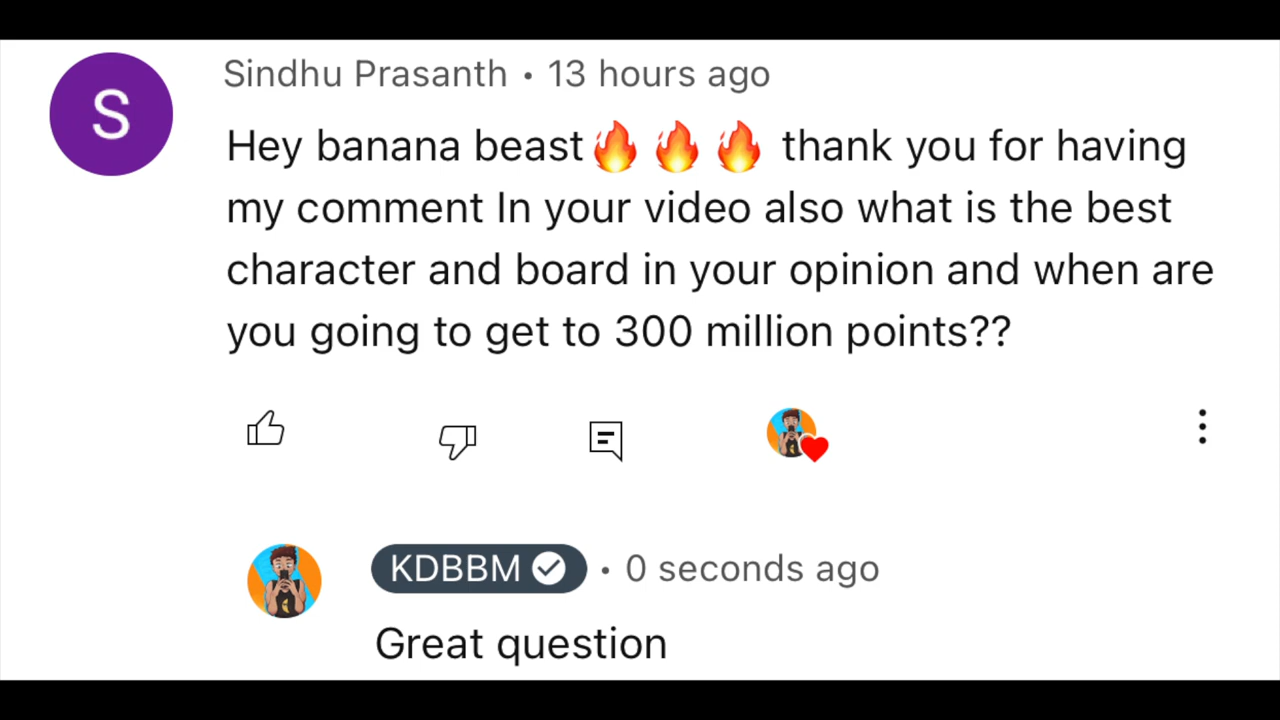 S
Sindhu Prasanth • 13 hours ago
Hey banana beast🔥🔥🔥 thank you for having
my comment In your video also what is the best
character and board in your opinion and when are
you going to get to 300 million points??
KDBBM • 0 seconds ago
Great question